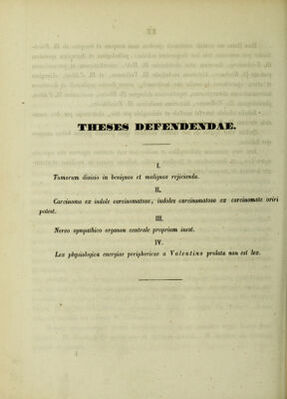 THESES DEFENDENDAE.
I.
Tumorum divisio in benignos et malignos rejicienda.
II.
Carcinoma ex indole carcinomatosa, indoles carcinomatosa ex carcinomate oriri
potest.
III.
Nervo sympathico organon centrale proprium inest.
IV.
Lex physiologica energiae periphericae a Valentino prolata non est lex.